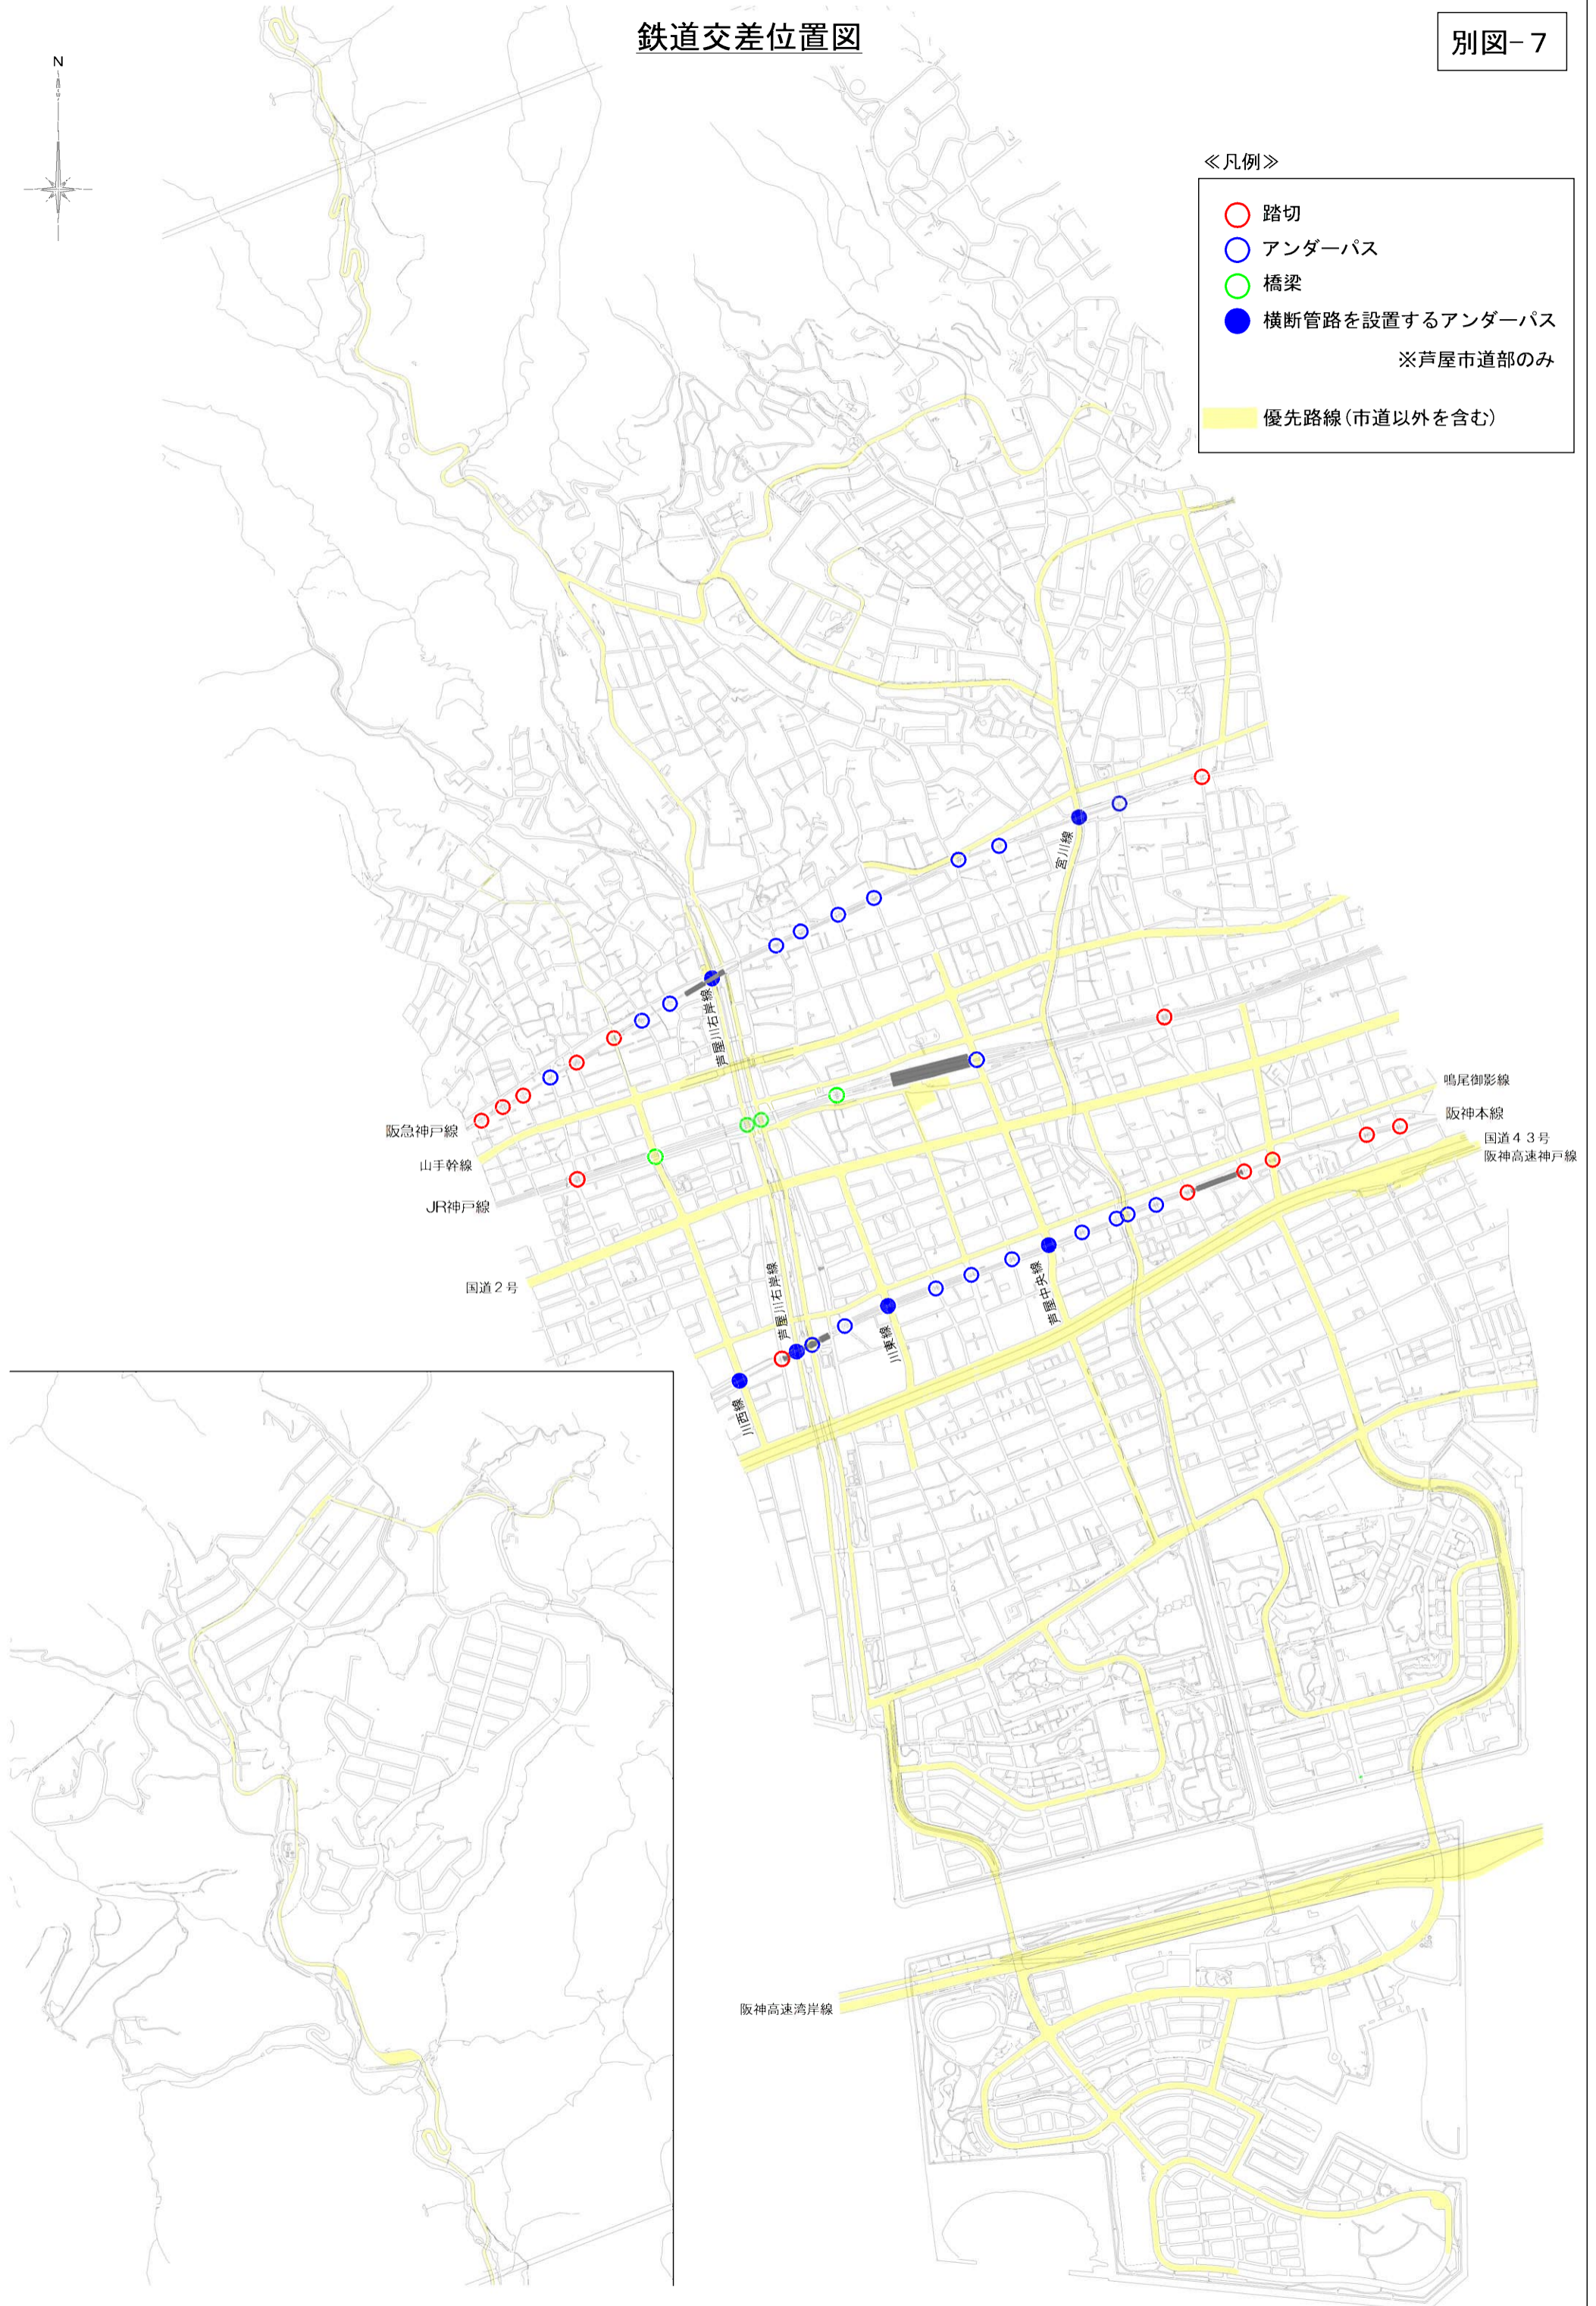 鉄道交差位置図
別図-7
N
≪凡例≫
踏切
アンダーパス
橋梁
横断管路を設置するアンダーパス
※芦屋市道部のみ
優先路線(市道以外を含む)
宮川線
芦屋川右岸線
阪急神戸線
山手幹線
JR神戸線
国道2号
鳴尾御影線
阪神本線
国道43号
阪神高速神戸線
芦屋川右岸線
芦屋中央線
川東線
川西線
阪神高速湾岸線